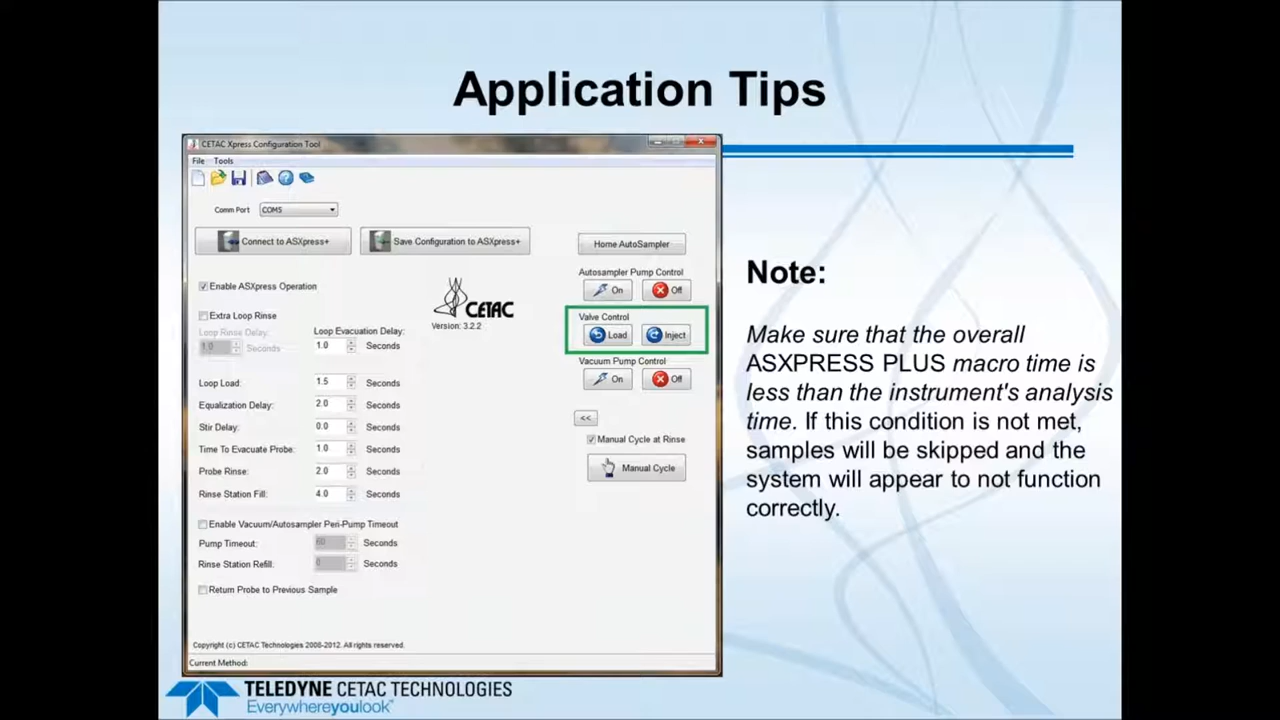 Application Tips
CETAC Xpress Configuration Tool
File Tools
Comm Port COM5
Connect to ASXpress+ Save Configuration to ASXpress+
Home AutoSampler
Autosampler Pump Control
On Off
Enable ASXpress Operation
Extra Loop Rinse
Loop Rinse Delay:
1.0 Seconds
Loop Evacuation Delay:
1.0 Seconds
CETAC
Version: 3.2.2
Valve Control
Load Inject
Vacuum Pump Control
On Off
Loop Load: 1.5 Seconds
Equalization Delay: 2.0 Seconds
Stir Delay: 0.0 Seconds
Time To Evacuate Probe: 1.0 Seconds
Probe Rinse: 2.0 Seconds
Rinse Station Fill: 4.0 Seconds
<<
Manual Cycle at Rinse
Manual Cycle
Enable Vacuum/Autosampler Peri-Pump Timeout
Pump Timeout: 60 Seconds
Rinse Station Refill: 0 Seconds
Return Probe to Previous Sample
Copyright (c) CETAC Technologies 2008-2012. All rights reserved.
Current Method:
Note:
Make sure that the overall
ASXPRESS PLUS macro time is
less than the instrument's analysis
time. If this condition is not met,
samples will be skipped and the
system will appear to not function
correctly.
TELEDYNE CETAC TECHNOLOGIES
Everywhereyoulook™